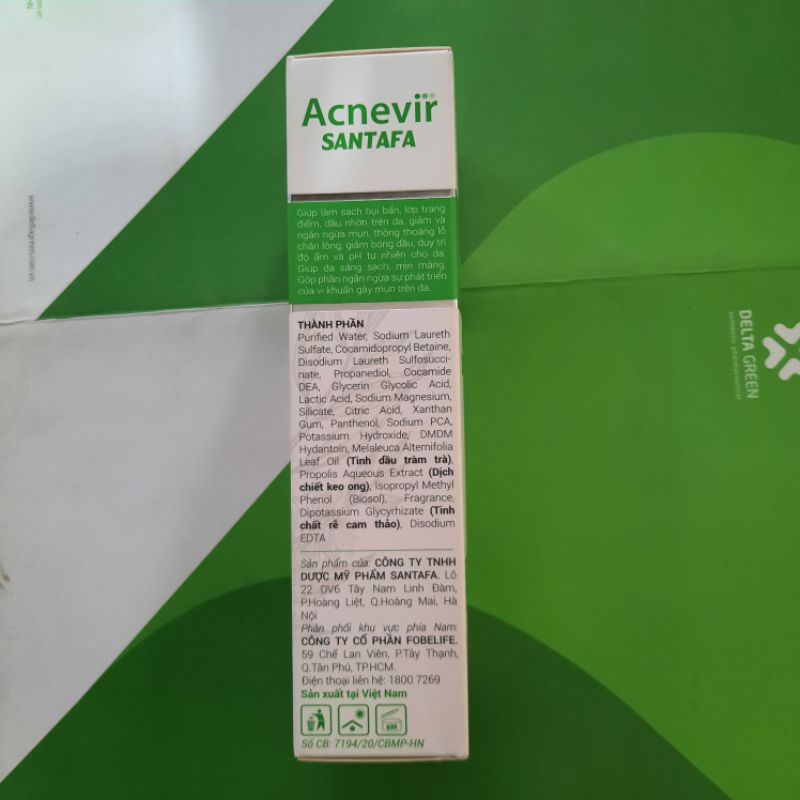 Acnevir
SANTAFA
Giúp làm sạch bụi bẩn, lớp trang
điểm, dầu nhờn trên da, giảm và
ngăn ngừa mụn, thông thoáng lỗ
chân lông, giảm bóng dầu, duy trì
độ ẩm và pH tự nhiên cho da.
Giúp da sáng sạch, mịn màng.
Góp phần ngăn ngừa sự phát triển
của vi khuẩn gây mụn trên da.
THÀNH PHẦN
Purified Water, Sodium Laureth
Sulfate, Cocamidopropyl Betaine,
Disodium Laureth Sulfosucci-
nate, Propanediol, Cocamide
DEA, Glycerin Glycolic Acid,
Lactic Acid, Sodium Magnesium,
Silicate, Citric Acid, Xanthan
Gum, Panthenol, Sodium PCA,
Potassium Hydroxide, DMDM
Hydantoin, Melaleuca Alternifolia
Leaf Oil (Tinh dầu tràm trà),
Propolis Aqueous Extract (Dịch
chiết keo ong), Isopropyl Methyl
Phenol (Biosol), Fragrance,
Dipotassium Glycyrhizate (Tinh
chất rễ cam thảo), Disodium
EDTA
Sản phẩm của: CÔNG TY TNHH
DƯỢC MỸ PHẨM SANTAFA. Lô
22 DV6 Tây Nam Linh Đàm,
P.Hoàng Liệt, Q.Hoàng Mai, Hà
Nội
Phân phối khu vực phía Nam:
CÔNG TY CỔ PHẦN FOBELIFE.
59 Chế Lan Viên, P.Tây Thạnh,
Q.Tân Phú, TP.HCM.
Điện thoại liên hệ: 1800 7269
Sản xuất tại Việt Nam
6M
Số CB: 7194/20/CBMP-HN
www.deltagreen.com.vn
DELTA GREEN
authentic pharmaceutical